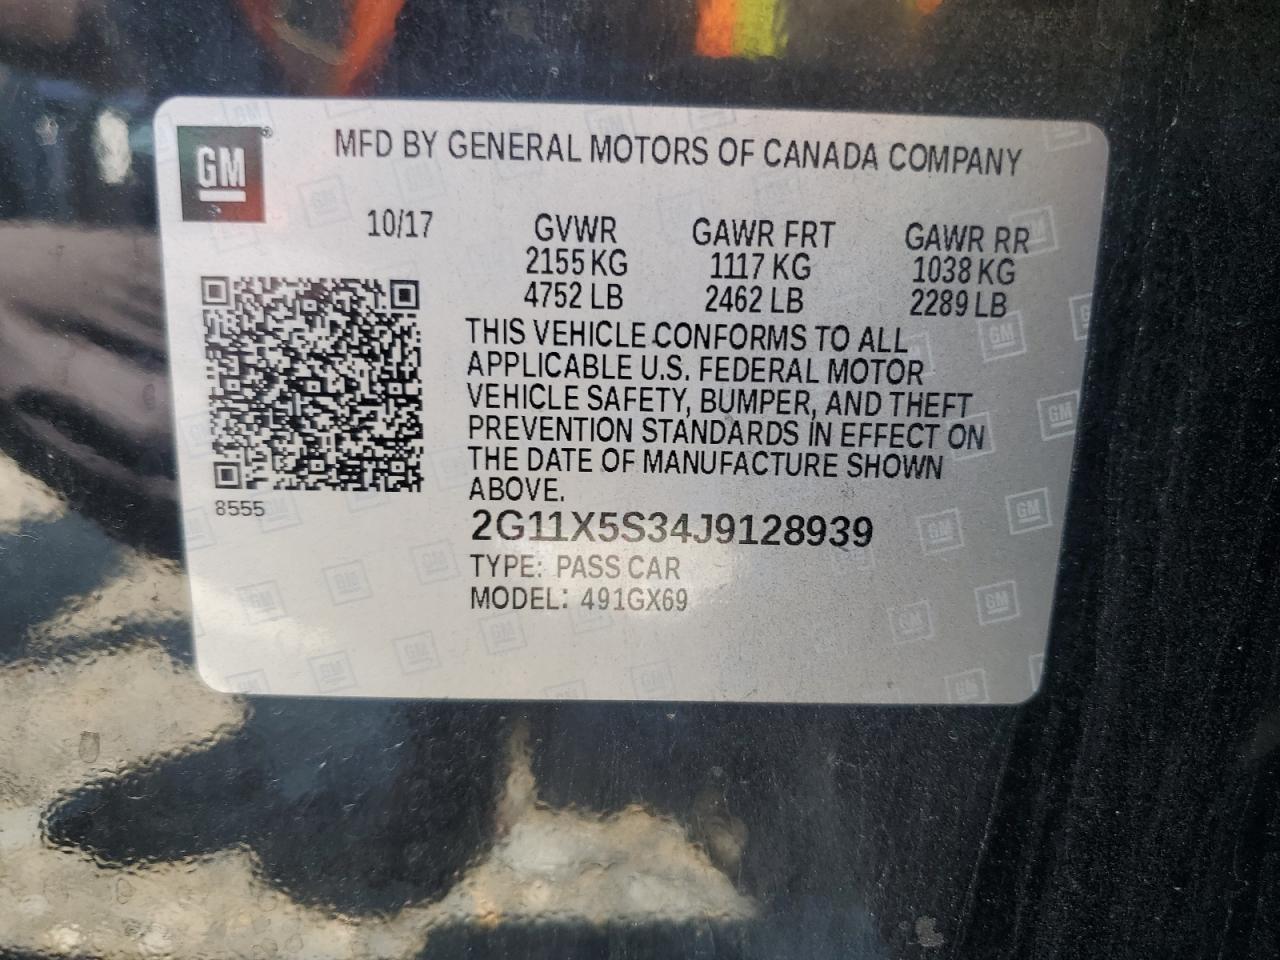 GM
MFD BY GENERAL MOTORS OF CANADA COMPANY
10/17
GVWR GAWR FRT GAWR RR
2155 KG 1117 KG 1038 KG
4752 LB 2462 LB 2289 LB
THIS VEHICLE CONFORMS TO ALL
APPLICABLE U.S. FEDERAL MOTOR
VEHICLE SAFETY, BUMPER, AND THEFT
PREVENTION STANDARDS IN EFFECT ON
THE DATE OF MANUFACTURE SHOWN
ABOVE.
8555
2G11X5S34J9128939
TYPE: PASS CAR
MODEL: 491GX69